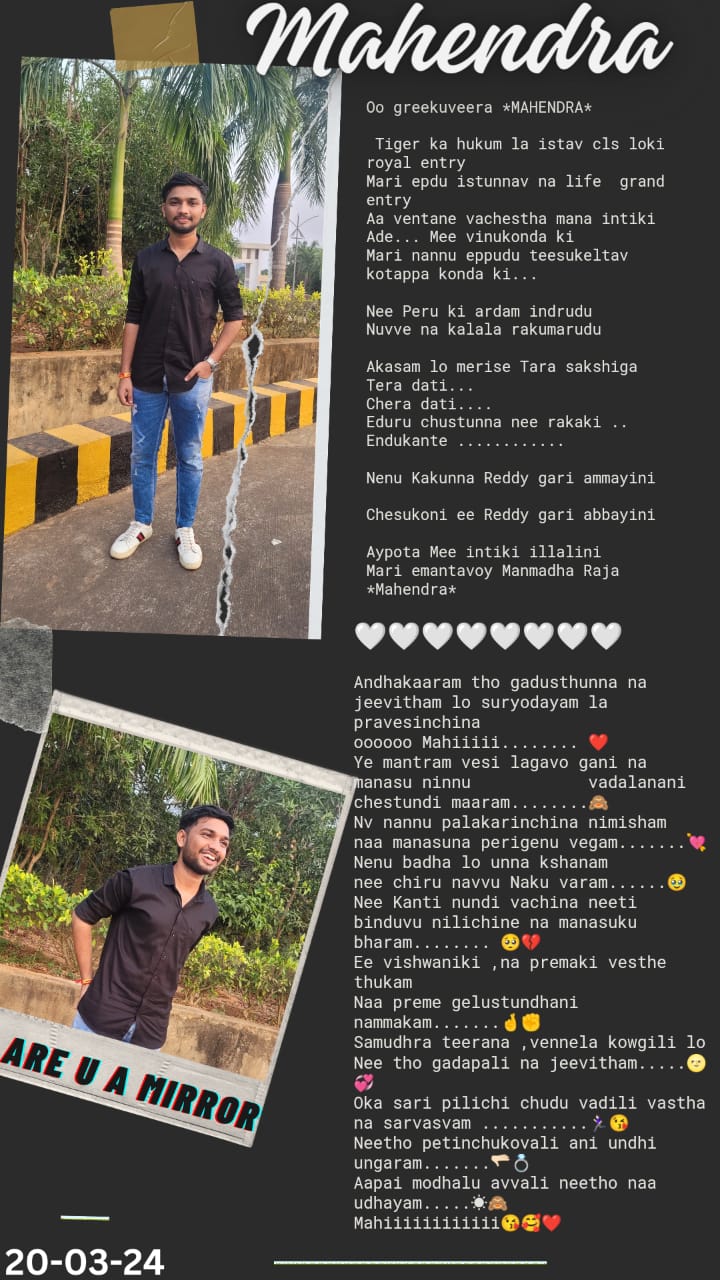 Mahendra
Oo greekuveera *MAHENDRA*
Tiger ka hukum la istav cls loki
royal entry
Mari epdu istunnav na life  grand
entry
Aa ventane vachestha mana intiki
Ade... Mee vinukonda ki
Mari nannu eppudu teesukeltav
kotappa konda ki...
Nee Peru ki ardam indrudu
Nuvve na kalala rakumarudu
Akasam lo merise Tara sakshiga
Tera dati...
Chera dati....
Eduru chustunna nee rakaki ..
Endukante ............
Nenu Kakunna Reddy gari ammayini
Chesukoni ee Reddy gari abbayini
Aypota Mee intiki illalini
Mari emantavoy Manmadha Raja
*Mahendra*
🤍🤍🤍🤍🤍🤍🤍🤍
Andhakaaram tho gadusthunna na
jeevitham lo suryodayam la
pravesinchina
oooooo Mahiiiii........ ❤️
Ye mantram vesi lagavo gani na
manasu ninnu            vadalanani
chestundi maaram........🙈
Nv nannu palakarinchina nimisham
naa manasuna perigenu vegam.......💘
Nenu badha lo unna kshanam
nee chiru navvu Naku varam......🥹
Nee Kanti nundi vachina neeti
binduvu nilichine na manasuku
bharam........ 🥺💔
Ee vishwaniki ,na premaki vesthe
thukam
Naa preme gelustundhani
nammakam.......🤞✊
Samudhra teerana ,vennela kowgili lo
Nee tho gadapali na jeevitham.....🌝
💞
Oka sari pilichi chudu vadili vastha
na sarvasvam ...........🏃‍♀️😘
Neetho petinchukovali ani undhi
ungaram.......🫳🏻💍
Aapai modhalu avvali neetho naa
udhayam.....☀️🙈
Mahiiiiiiiiiiii😘🥰❤️
ARE U A MIRROR
20-03-24